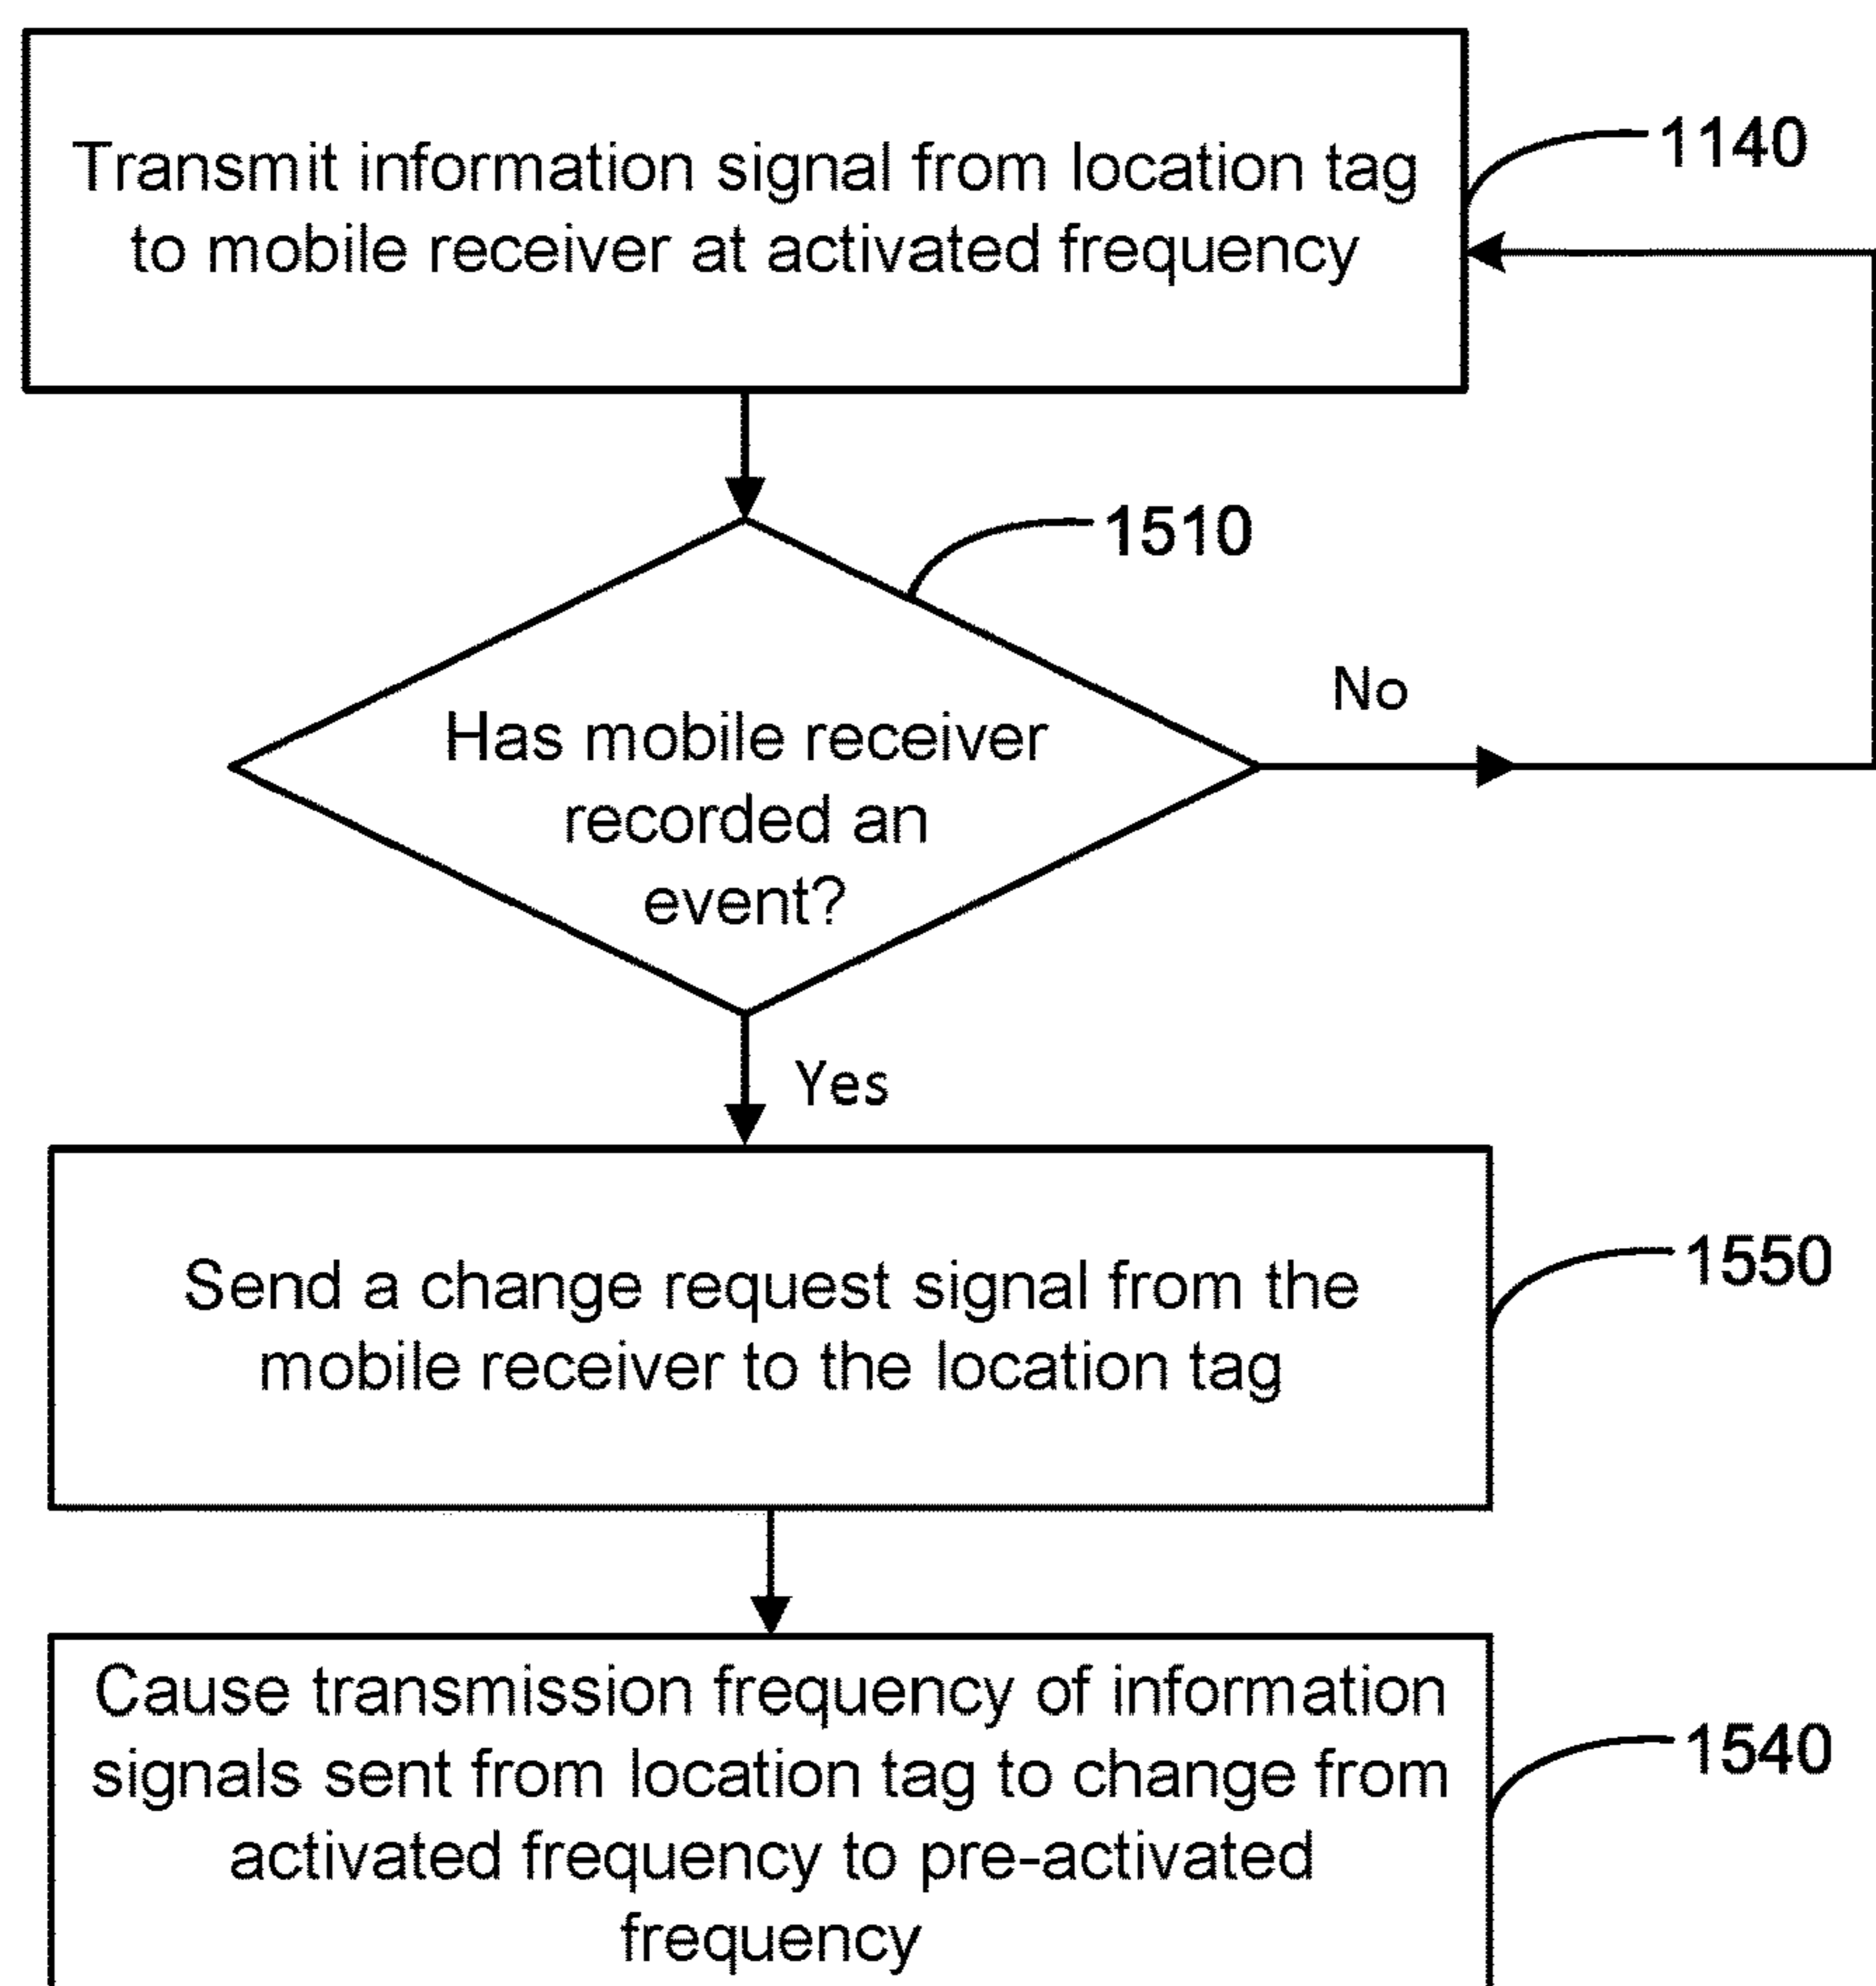 Transmit information signal from location tag
to mobile receiver at activated frequency
1140
1510
Has mobile receiver
recorded an
event?
No
Yes
Send a change request signal from the
mobile receiver to the location tag
1550
Cause transmission frequency of information
signals sent from location tag to change from
activated frequency to pre-activated
frequency
1540